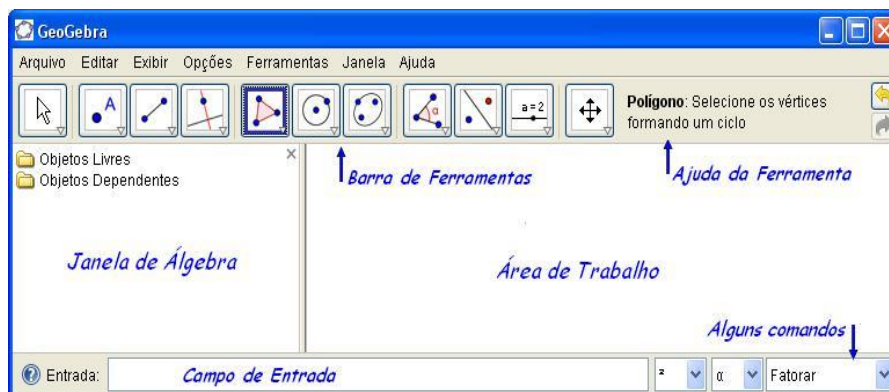 GeoGebra
Arquivo Editar Exibir Opções Ferramentas Janela Ajuda
A
α
a=2
Polígono: Selecione os vértices
formando um ciclo
Objetos Livres
Objetos Dependentes
Barra de Ferramentas
Ajuda da Ferramenta
Janela de Álgebra
Área de Trabalho
Alguns comandos
Entrada: Campo de Entrada ² α Fatorar